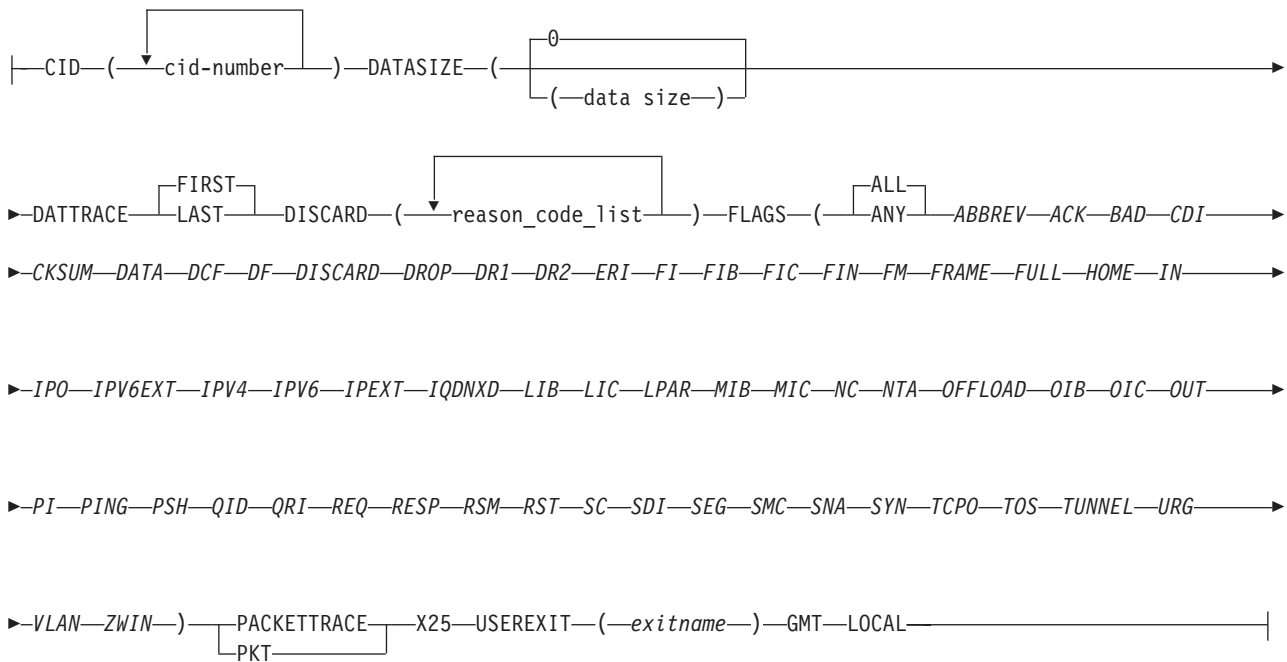 0
CID ( cid-number ) DATASIZE (
(data size)
FIRST ALL
DATTRACE LAST DISCARD ( reason_code_list ) FLAGS ( ANY ABBREV ACK BAD CDI
CKSUM DATA DCF DF DISCARD DROP DR1 DR2 ERI FI FIB FIC FIN FM FRAME FULL HOME IN
IPO IPV6EXT IPV4 IPV6 IPEXT IQDNXD LIB LIC LPAR MIB MIC NC NTA OFFLOAD OIB OIC OUT
PI PING PSH QID QRI REQ RESP RSM RST SC SDI SEG SMC SNA SYN TCPO TOS TUNNEL URG
VLAN ZWIN ) PACKETTRACE X25 USEREXIT ( exitname ) GMT LOCAL
PKT